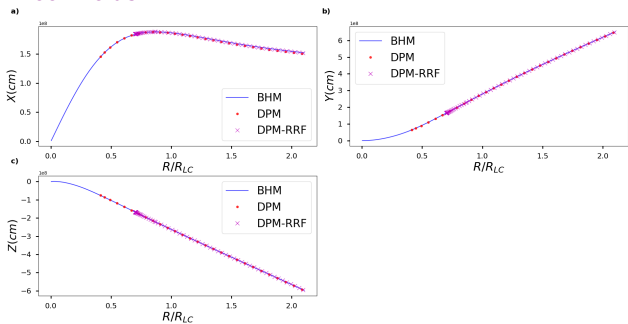 a)
1e8
X(cm)
1.5
1.0
0.5
0.0
BHM
DPM
DPM-RRF
0.0 0.5 1.0 1.5 2.0
R/R_LC
b)
1e8
Y(cm)
6
5
4
3
2
1
0
BHM
DPM
DPM-RRF
0.0 0.5 1.0 1.5 2.0
R/R_LC
c)
1e8
Z(cm)
0
−1
−2
−3
−4
−5
−6
BHM
DPM
DPM-RRF
0.0 0.5 1.0 1.5 2.0
R/R_LC